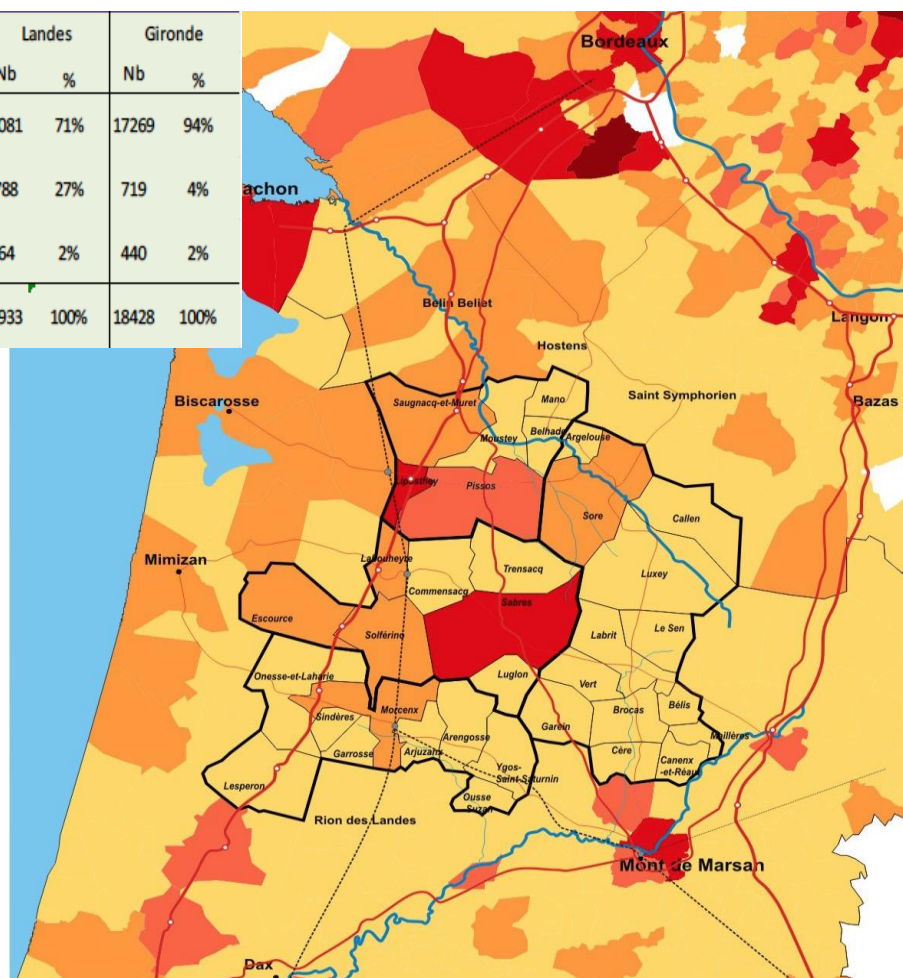 Landes Gironde
Nb % Nb %
081 71% 17269 94%
788 27% 719 4%
64 2% 440 2%
933 100% 18428 100%
Bordeaux
achon
Belin Beliet
Langon
Hostens
Biscarosse
Saugnacq-et-Muret
Mano
Saint Symphorien
Bazas
Moustey
Belhade
Argelouse
Liposthey
Pissos
Sore
Callen
Mimizan
Labouheyre
Trensacq
Luxey
Commensacq
Sabres
Escource
Solférino
Labrit
Le Sen
Onesse-et-Laharie
Luglon
Vert
Morcenx
Brocas
Bélis
Sindères
Garein
Maillères
Arengosse
Garrosse
Arjuzanx
Cère
Canenx
-et-Réaut
Ygos-
Saint-Saturnin
Lesperon
Ousse
Suzan
Rion des Landes
Mont de Marsan
Dax